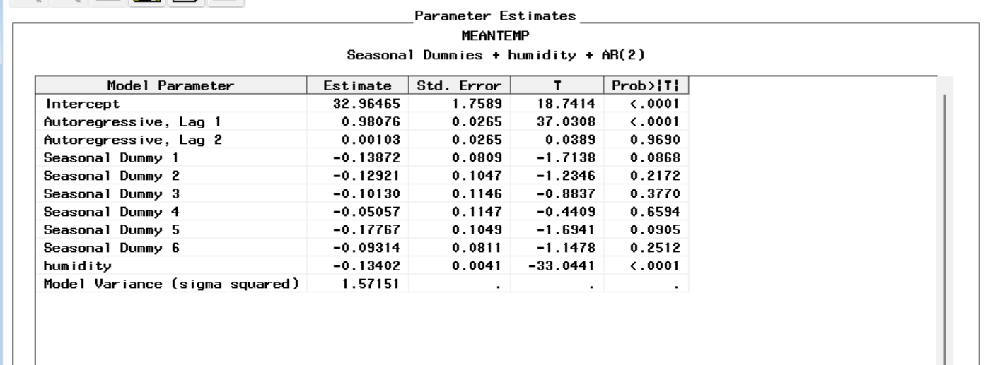 Parameter Estimates
MEANTEMP
Seasonal Dummies + humidity + AR(2)
Model Parameter Estimate Std. Error T Prob>|T|
Intercept 32.96465 1.7589 18.7414 <.0001
Autoregressive, Lag 1 0.98076 0.0265 37.0308 <.0001
Autoregressive, Lag 2 0.00103 0.0265 0.0389 0.9690
Seasonal Dummy 1 -0.13872 0.0809 -1.7138 0.0868
Seasonal Dummy 2 -0.12921 0.1047 -1.2346 0.2172
Seasonal Dummy 3 -0.10130 0.1146 -0.8837 0.3770
Seasonal Dummy 4 -0.05057 0.1147 -0.4409 0.6594
Seasonal Dummy 5 -0.17767 0.1049 -1.6941 0.0905
Seasonal Dummy 6 -0.09314 0.0811 -1.1478 0.2512
humidity -0.13402 0.0041 -33.0441 <.0001
Model Variance (sigma squared) 1.57151 . . .